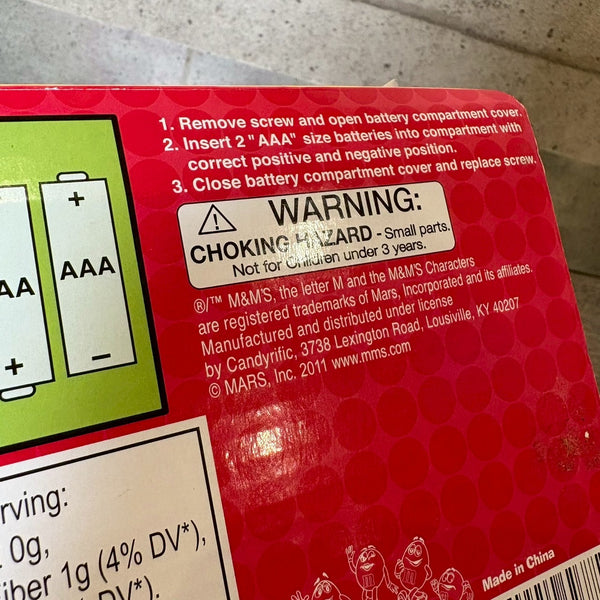 1. Remove screw and open battery compartment cover.
2. Insert 2 "AAA" size batteries into compartment with
correct positive and negative position.
3. Close battery compartment cover and replace screw.
+
AAA
–
AA
+
WARNING:
CHOKING HAZARD - Small parts.
Not for Children under 3 years.
®/™ M&M'S, the letter M and the M&M'S Characters
are registered trademarks of Mars, Incorporated and its affiliates.
Manufactured and distributed under license
by Candyrific, 3738 Lexington Road, Lousiville, KY 40207
© MARS, Inc. 2011 www.mms.com
rving:
0g,
iber 1g (4% DV*),
DV*).
Made in China